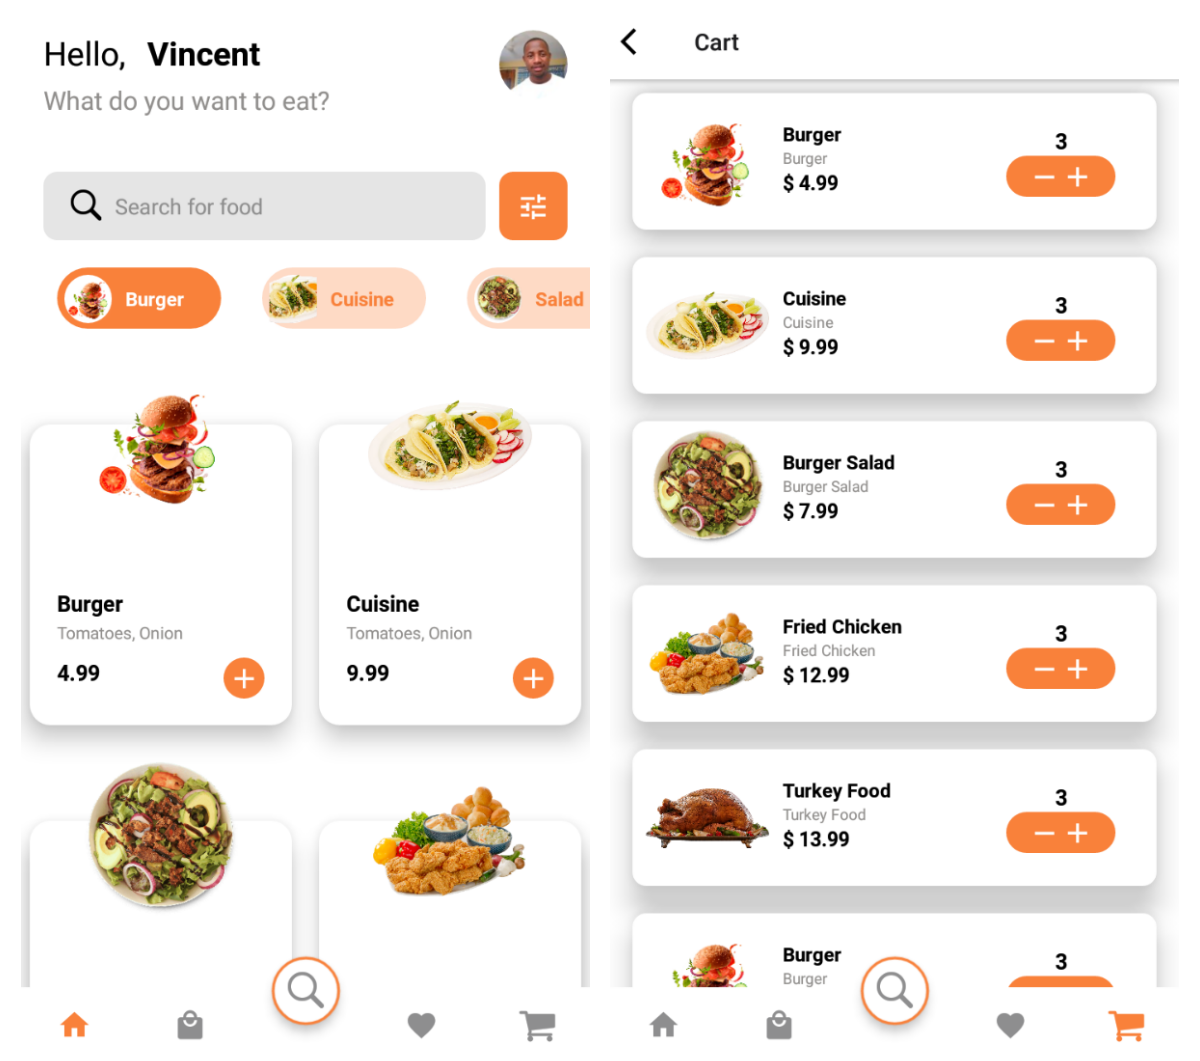 Hello, Vincent
What do you want to eat?
Search for food
Burger
Cuisine
Salad
Burger
Tomatoes, Onion
4.99
Cuisine
Tomatoes, Onion
9.99
Cart
Burger
Burger
$ 4.99
3
Cuisine
Cuisine
$ 9.99
3
Burger Salad
Burger Salad
$ 7.99
3
Fried Chicken
Fried Chicken
$ 12.99
3
Turkey Food
Turkey Food
$ 13.99
3
Burger
Burger
3